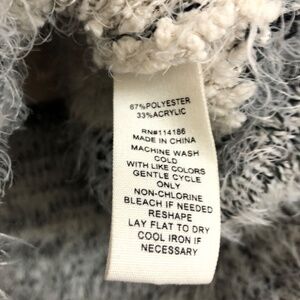 67%POLYESTER
33%ACRYLIC
RN#114186
MADE IN CHINA
MACHINE WASH
COLD
WITH LIKE COLORS
GENTLE CYCLE
ONLY
NON-CHLORINE
BLEACH IF NEEDED
RESHAPE
LAY FLAT TO DRY
COOL IRON IF
NECESSARY